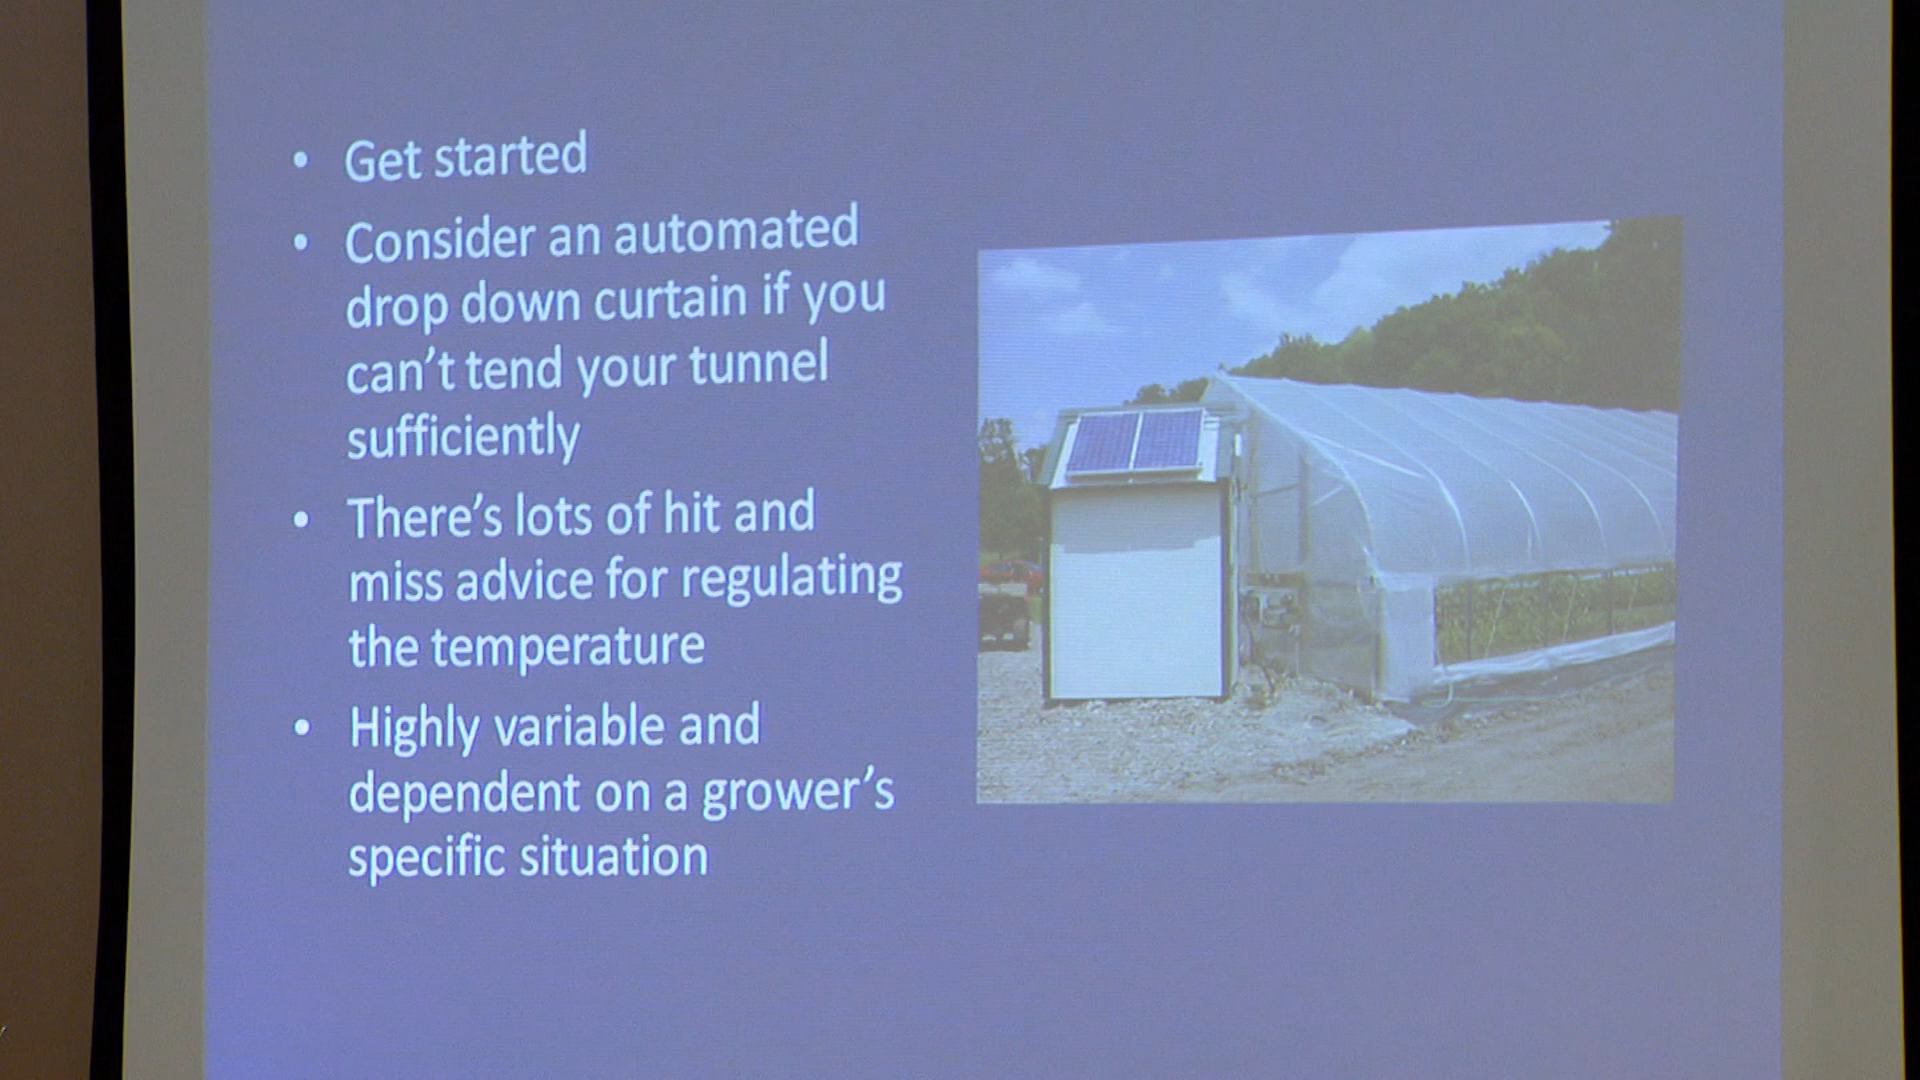 • Get started
• Consider an automated
drop down curtain if you
can't tend your tunnel
sufficiently
• There's lots of hit and
miss advice for regulating
the temperature
• Highly variable and
dependent on a grower's
specific situation